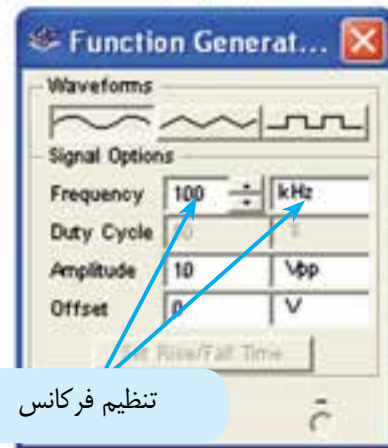 Function Generat...
Waveforms
Signal Options
Frequency 100 kHz
Duty Cycle %
Amplitude 10 Vpp
Offset 0 V
Set Rise/Fall Time
تنظیم فرکانس